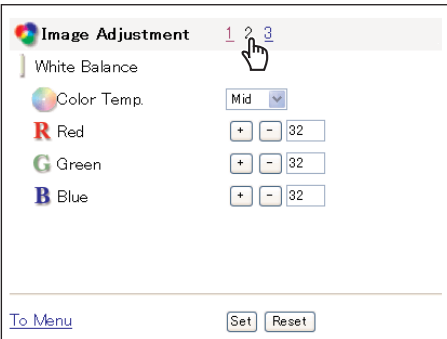 Image Adjustment 1 2 3
White Balance
Color Temp. Mid
R Red + - 32
G Green + - 32
B Blue + - 32
To Menu Set Reset